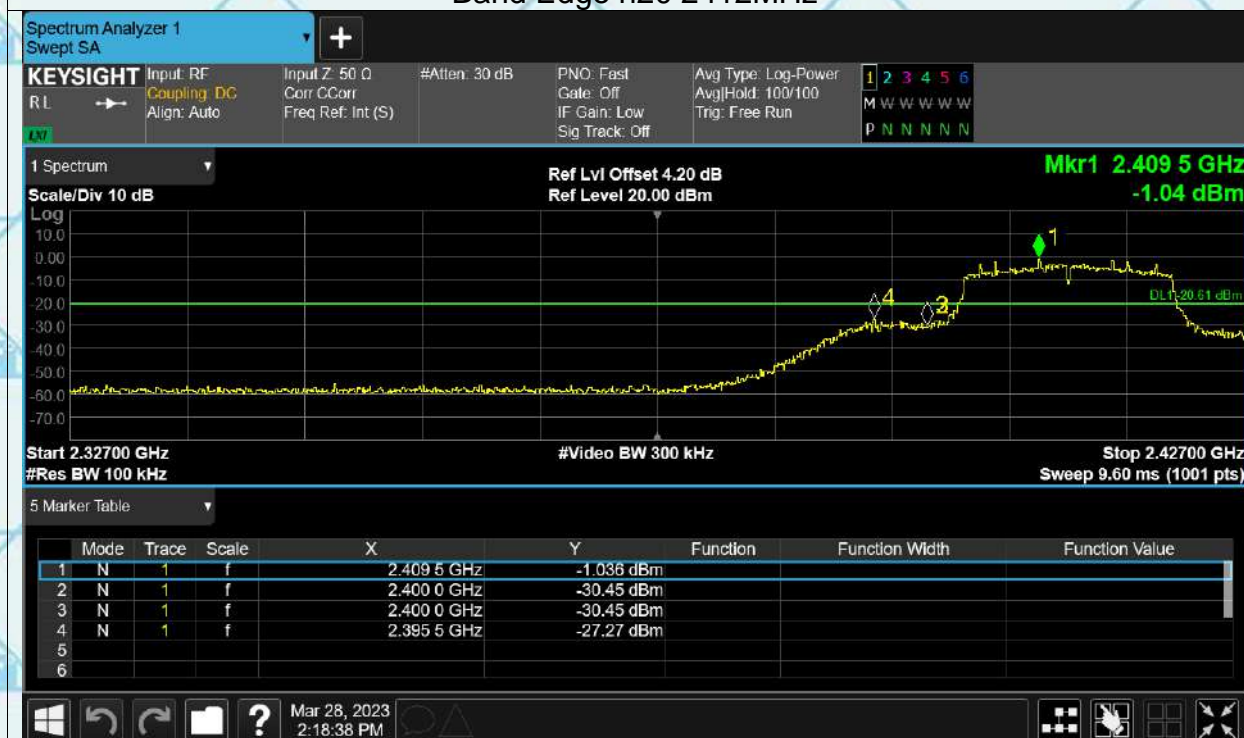 Band Edge n20 2412MHz
Spectrum Analyzer 1
Swept SA
+
KEYSIGHT
RL
LXI
Input: RF
Coupling: DC
Align: Auto
Input Z: 50 Ω
Corr CCorr
Freq Ref: Int (S)
#Atten: 30 dB
PNO: Fast
Gate: Off
IF Gain: Low
Sig Track: Off
Avg Type: Log-Power
Avg|Hold: 100/100
Trig: Free Run
1 2 3 4 5 6
M W W W W W
P N N N N N
1 Spectrum
Scale/Div 10 dB
Log
Ref Lvl Offset 4.20 dB
Ref Level 20.00 dBm
Mkr1 2.409 5 GHz
-1.04 dBm
10.0
0.00
-10.0
-20.0
-30.0
-40.0
-50.0
-60.0
-70.0
1
4
DL1 -20.61 dBm
Start 2.32700 GHz
#Res BW 100 kHz
#Video BW 300 kHz
Stop 2.42700 GHz
Sweep 9.60 ms (1001 pts)
5 Marker Table
Mode Trace Scale X Y Function Function Width Function Value
1 N 1 f 2.409 5 GHz -1.036 dBm
2 N 1 f 2.400 0 GHz -30.45 dBm
3 N 1 f 2.400 0 GHz -30.45 dBm
4 N 1 f 2.395 5 GHz -27.27 dBm
5
6
?
Mar 28, 2023
2:18:38 PM